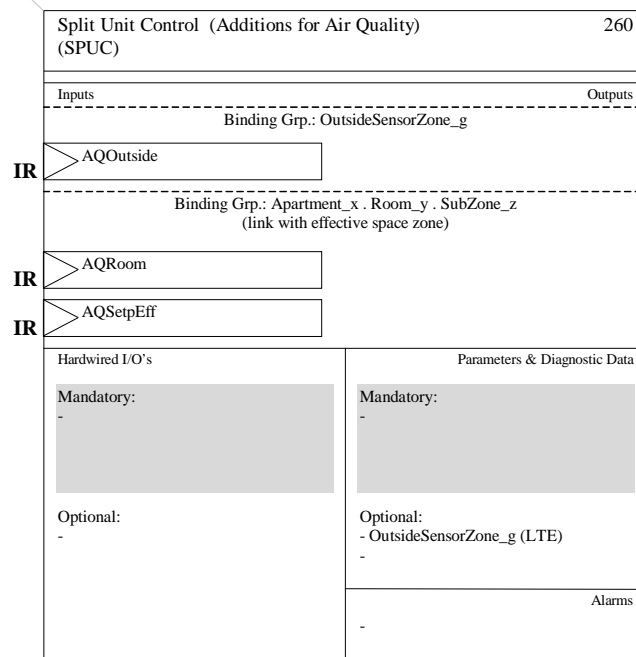 Split Unit Control (Additions for Air Quality) 260
(SPUC)
Inputs Outputs
Binding Grp.: OutsideSensorZone_g
IR AQOutside
Binding Grp.: Apartment_x . Room_y . SubZone_z
(link with effective space zone)
IR AQRoom
IR AQSetpEff
Hardwired I/O's
Mandatory:
-
Optional:
-
Parameters & Diagnostic Data
Mandatory:
-
Optional:
- OutsideSensorZone_g (LTE)
-
Alarms
-